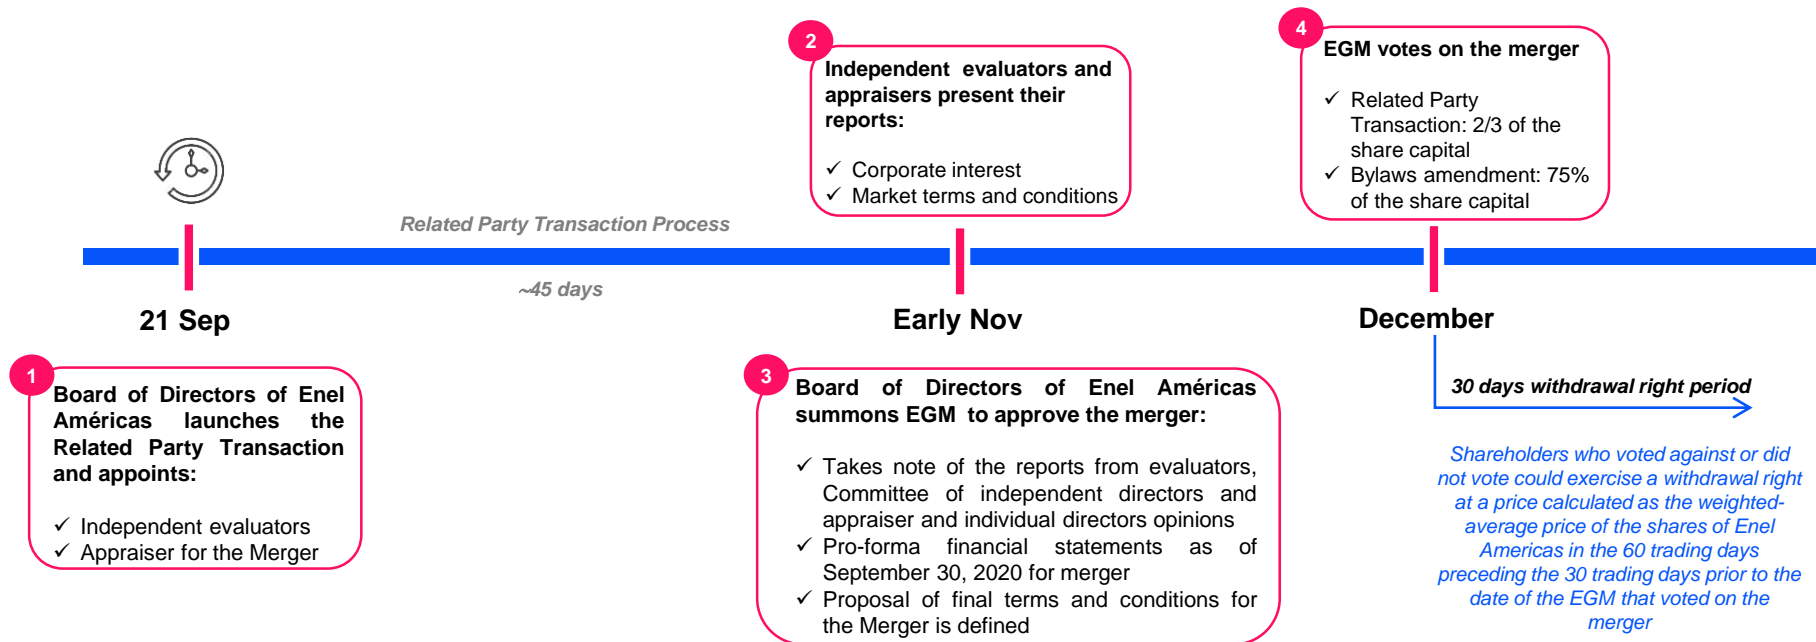 2
Independent evaluators and
appraisers present their
reports:
✓ Corporate interest
✓ Market terms and conditions
4
EGM votes on the merger
✓ Related Party
Transaction: 2/3 of the
share capital
✓ Bylaws amendment: 75%
of the share capital
Related Party Transaction Process
~45 days
21 Sep
Early Nov
December
1
Board of Directors of Enel
Américas launches the
Related Party Transaction
and appoints:
✓ Independent evaluators
✓ Appraiser for the Merger
3
Board of Directors of Enel Américas
summons EGM to approve the merger:
✓ Takes note of the reports from evaluators,
Committee of independent directors and
appraiser and individual directors opinions
✓ Pro-forma financial statements as of
September 30, 2020 for merger
✓ Proposal of final terms and conditions for
the Merger is defined
30 days withdrawal right period
Shareholders who voted against or did
not vote could exercise a withdrawal right
at a price calculated as the weighted-
average price of the shares of Enel
Americas in the 60 trading days
preceding the 30 trading days prior to the
date of the EGM that voted on the
merger